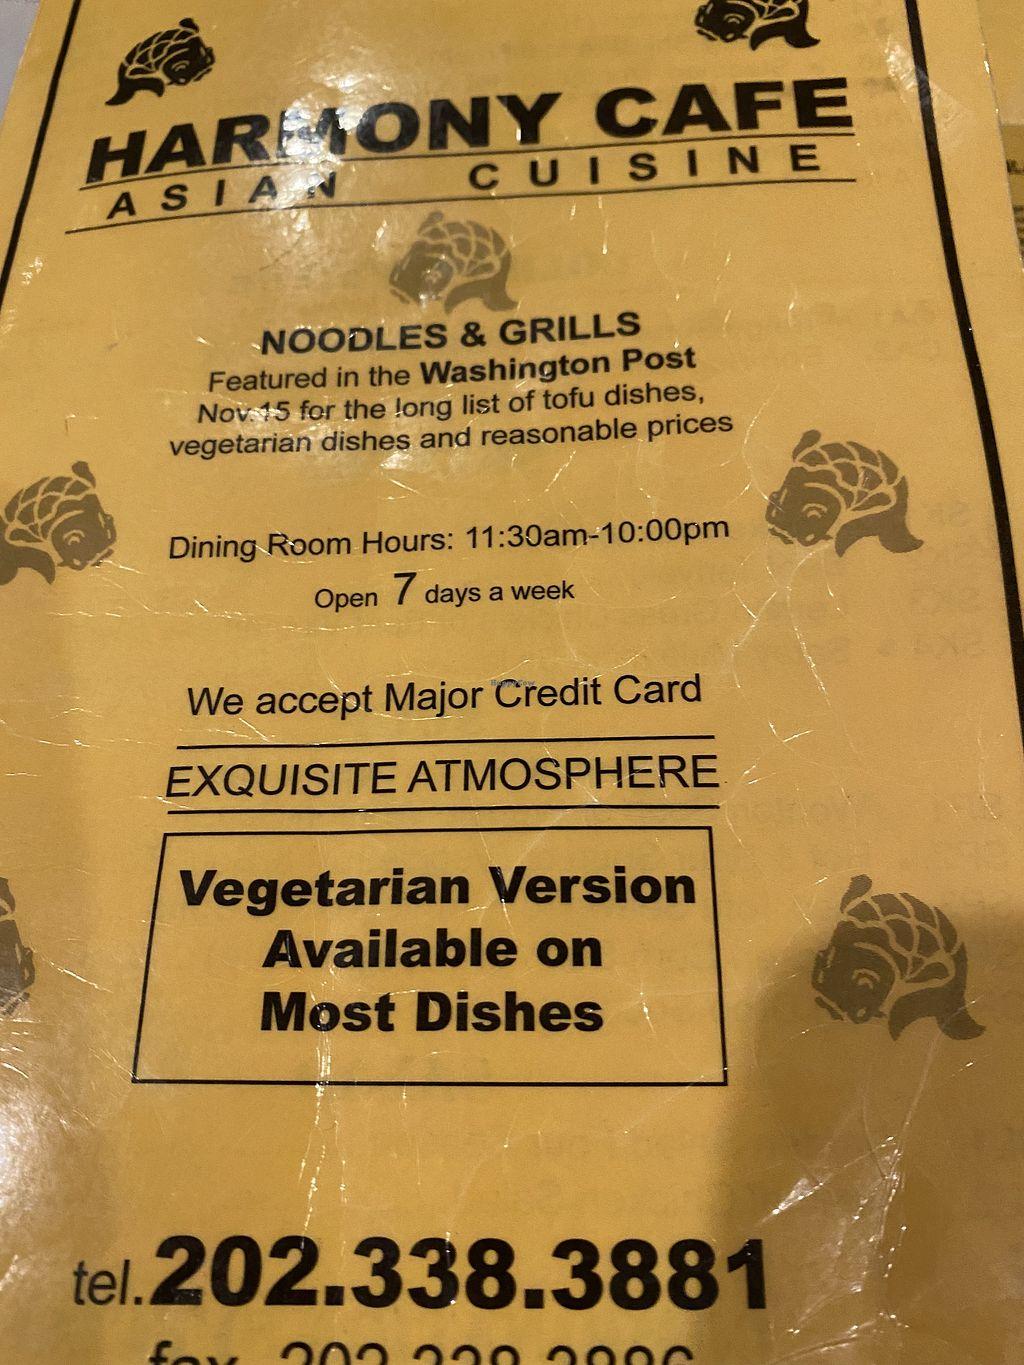 HARMONY CAFE
ASIAN CUISINE
NOODLES & GRILLS
Featured in the Washington Post
Nov.15 for the long list of tofu dishes,
vegetarian dishes and reasonable prices
Dining Room Hours: 11:30am-10:00pm
Open 7 days a week
We accept Major Credit Card
HappyCow
EXQUISITE ATMOSPHERE
Vegetarian Version
Available on
Most Dishes
tel.202.338.3881
fax